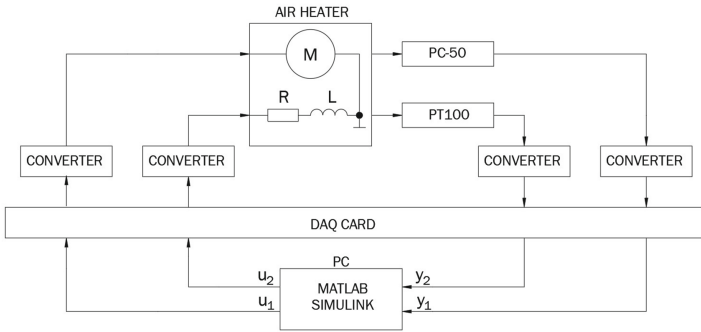 AIR HEATER
M
PC-50
R L
PT100
CONVERTER CONVERTER CONVERTER CONVERTER
DAQ CARD
PC
u₂ y₂
MATLAB
SIMULINK
u₁ y₁